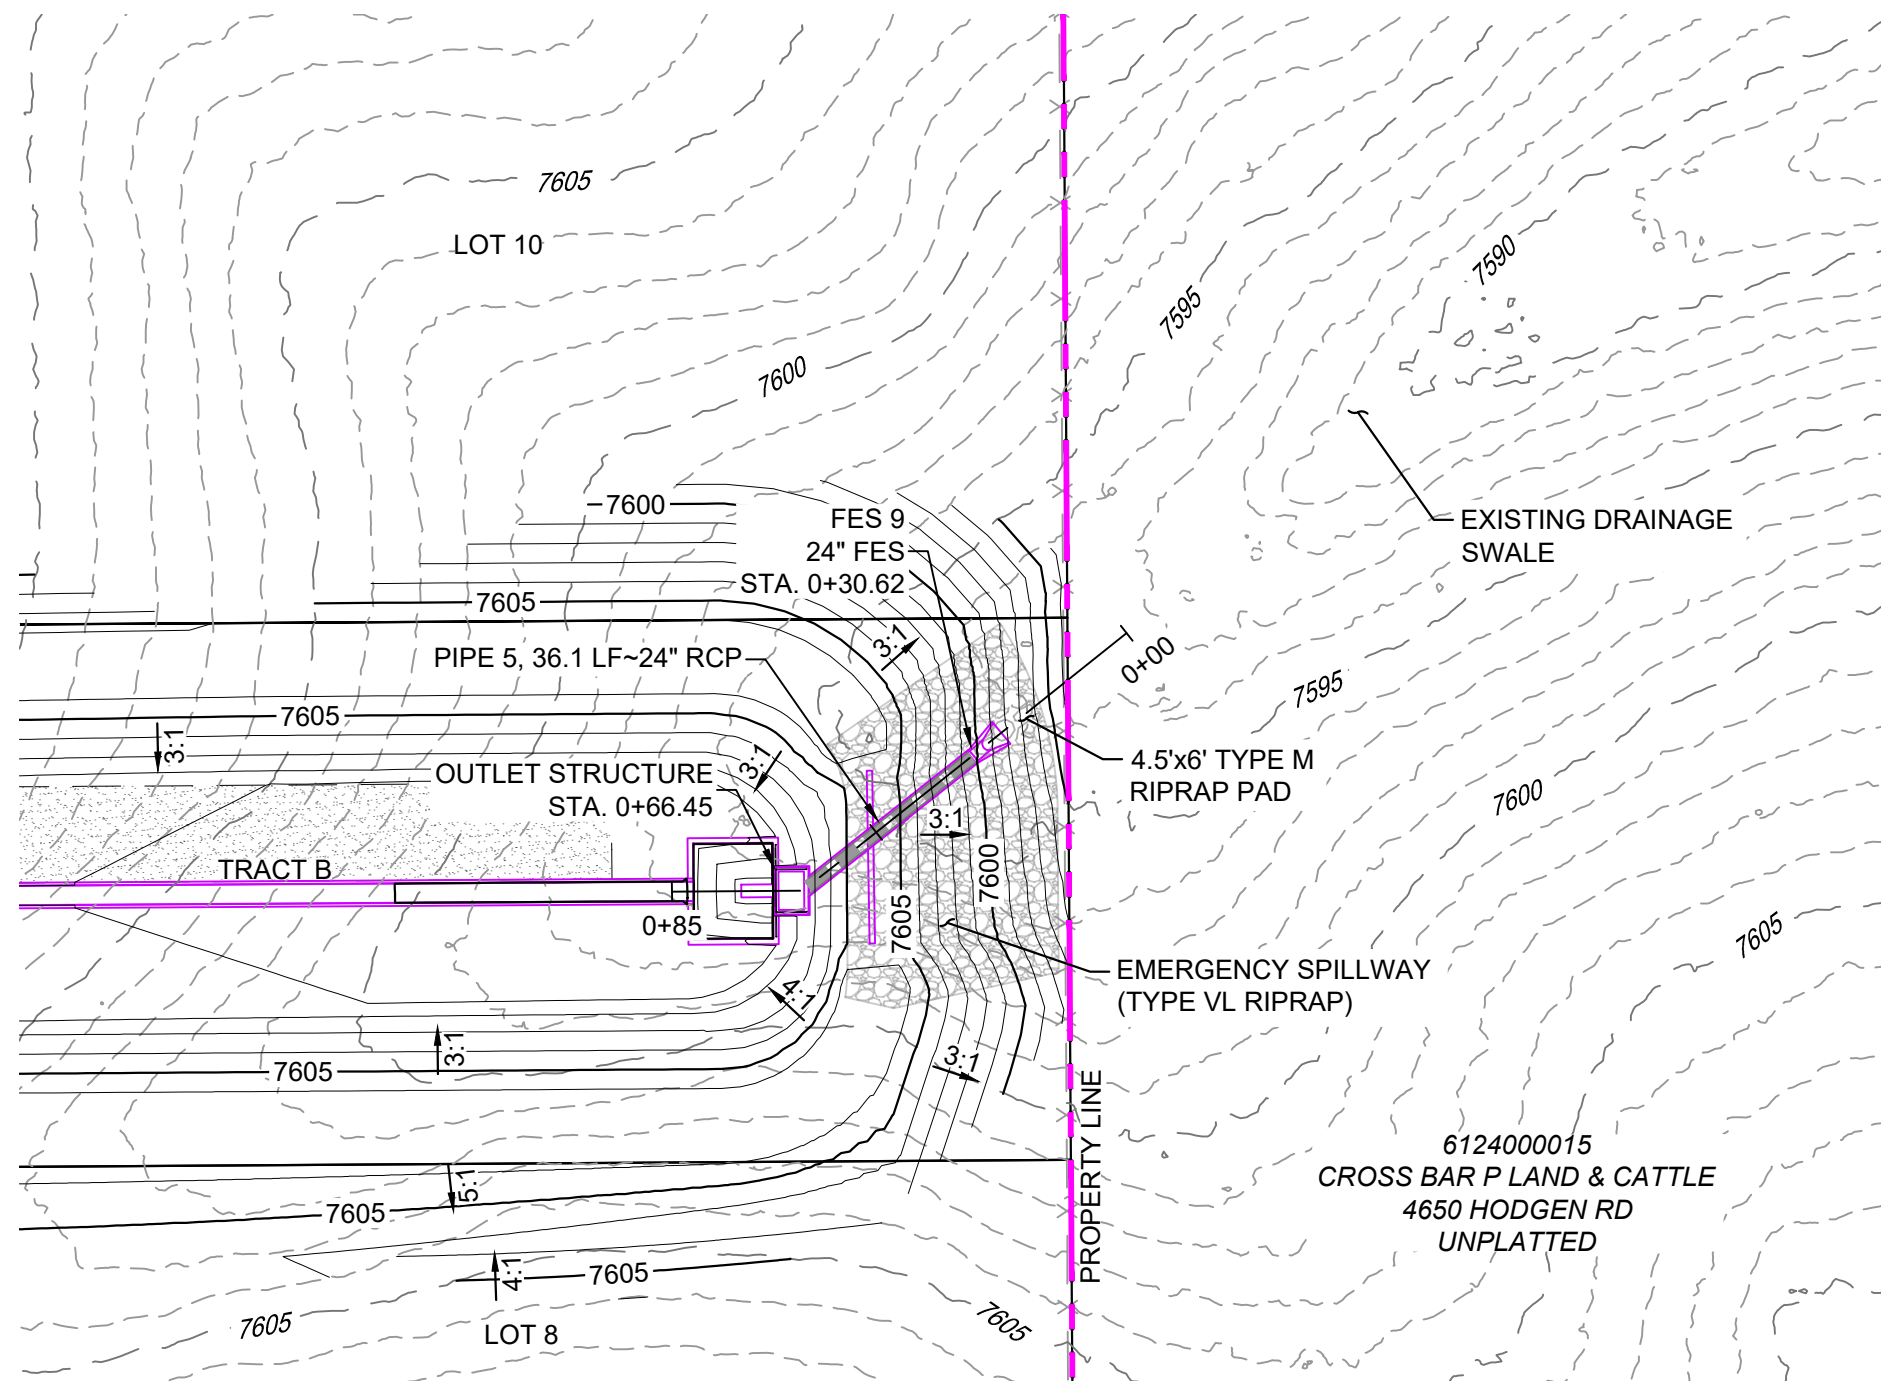 7605
LOT 10
7590
7595
7600
7600
FES 9
24" FES
STA. 0+30.62
EXISTING DRAINAGE
SWALE
7605
3:1
PIPE 5, 36.1 LF~24" RCP
0+00
7595
7605
3:1
3:1
OUTLET STRUCTURE
STA. 0+66.45
4.5'x6' TYPE M
RIPRAP PAD
7600
3:1
TRACT B
7600
7605
0+85
7605
EMERGENCY SPILLWAY
(TYPE VL RIPRAP)
4:1
3:1
7605
3:1
PROPERTY LINE
6124000015
CROSS BAR P LAND & CATTLE
4650 HODGEN RD
UNPLATTED
5:1
7605
4:1
7605
7605
LOT 8
7605